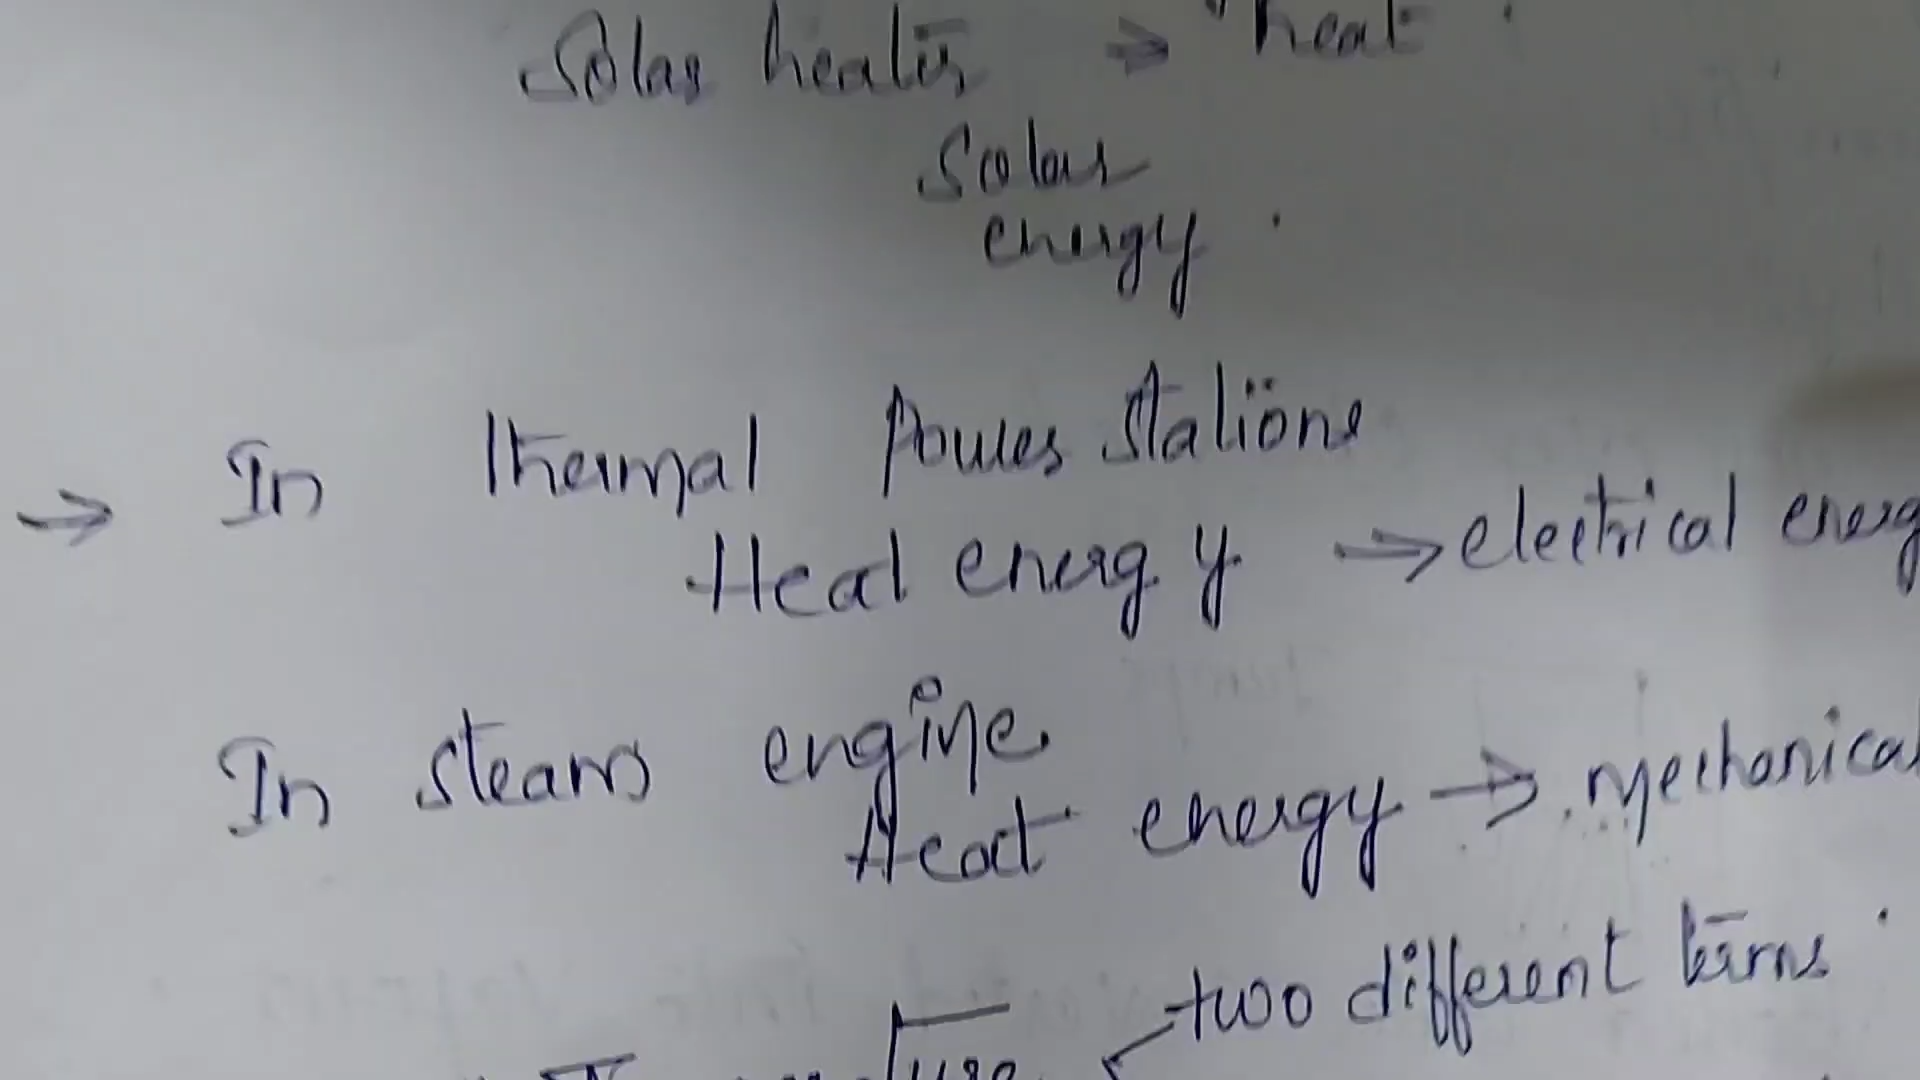 Solar heater → heat
Solar
energy
→ In thermal Power Stations
Heat energy → electrical energ
In steam engine
Heat energy → mechanical
two different terms